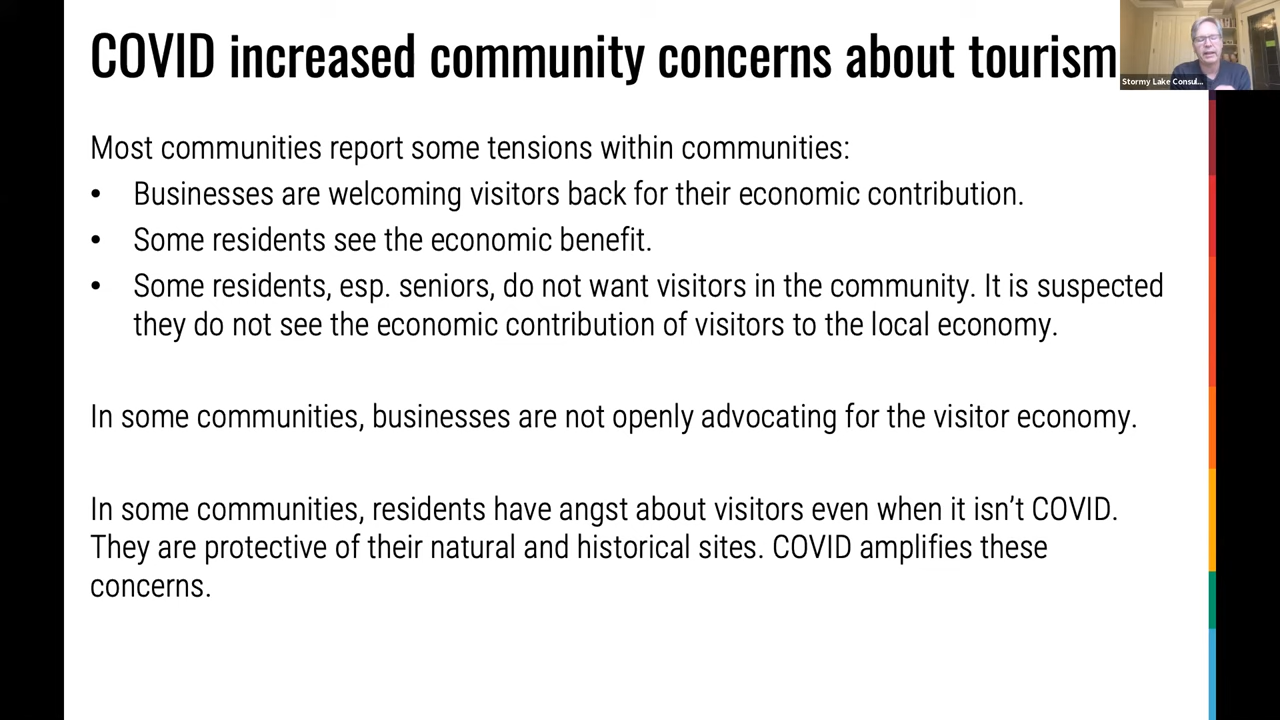 COVID increased community concerns about tourism
Stormy Lake Consul...
Most communities report some tensions within communities:
• Businesses are welcoming visitors back for their economic contribution.
• Some residents see the economic benefit.
• Some residents, esp. seniors, do not want visitors in the community. It is suspected
they do not see the economic contribution of visitors to the local economy.
In some communities, businesses are not openly advocating for the visitor economy.
In some communities, residents have angst about visitors even when it isn’t COVID.
They are protective of their natural and historical sites. COVID amplifies these
concerns.